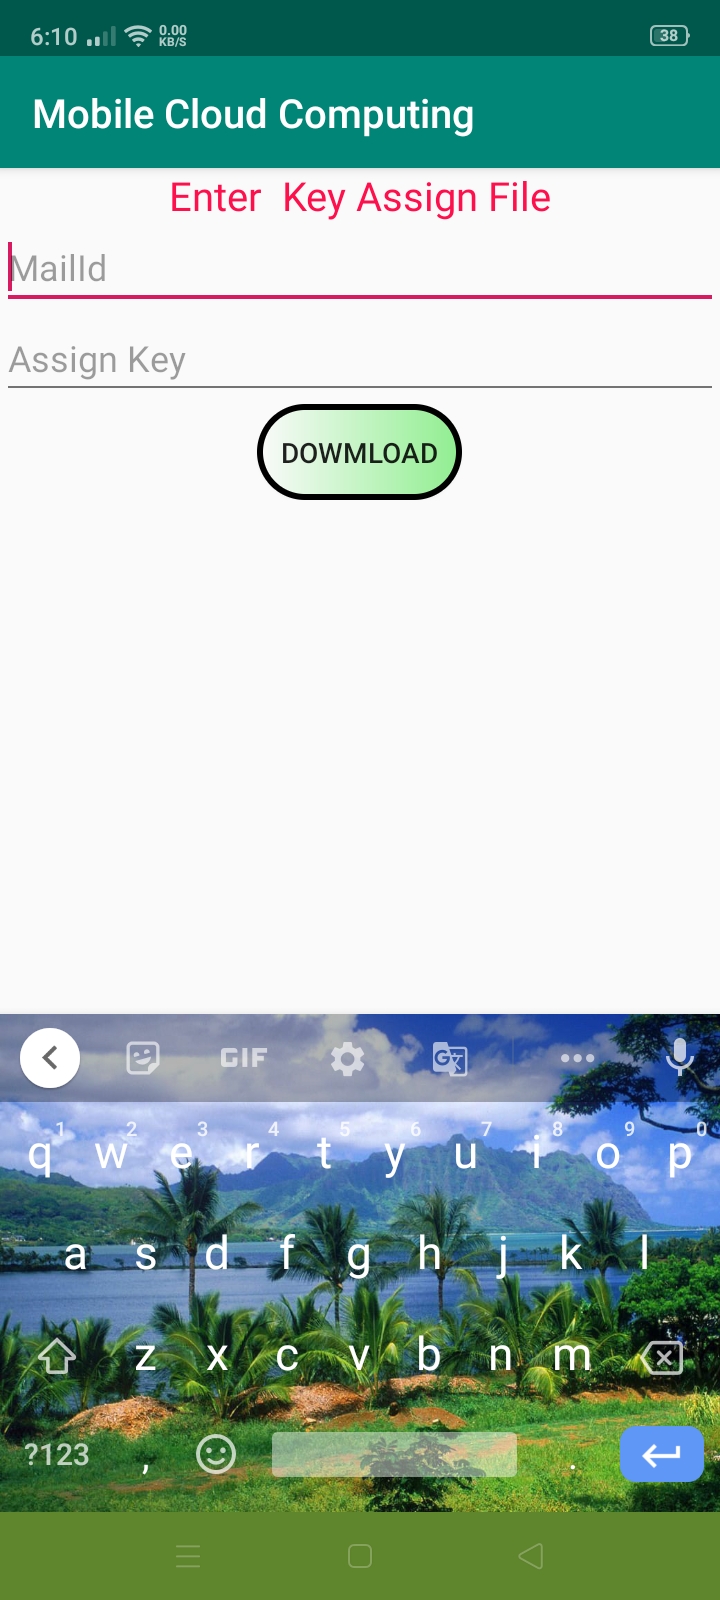 6:10 0.00 KB/S 38
Mobile Cloud Computing
Enter  Key Assign File
MailId
Assign Key
DOWMLOAD
GIF G
1 2 3 4 5 6 7 8 9 0
q w e r t y u i o p
a s d f g h j k l
z x c v b n m
?123 , .